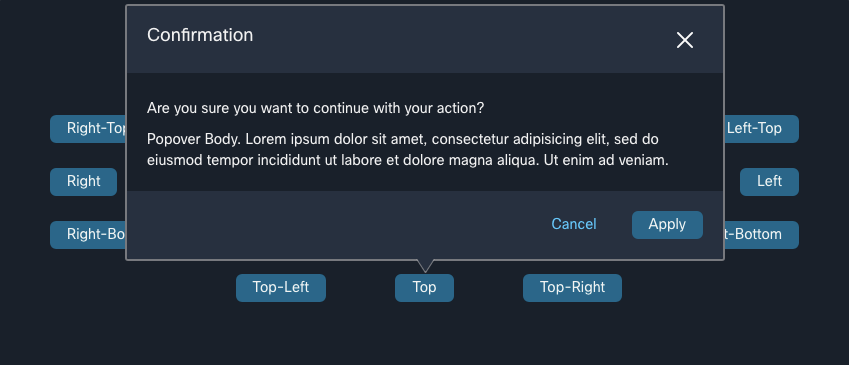 Confirmation
Are you sure you want to continue with your action?
Popover Body. Lorem ipsum dolor sit amet, consectetur adipisicing elit, sed do
eiusmod tempor incididunt ut labore et dolore magna aliqua. Ut enim ad veniam.
Cancel Apply
Right-Top
Left-Top
Right
Left
Right-Bo
t-Bottom
Top-Left Top Top-Right